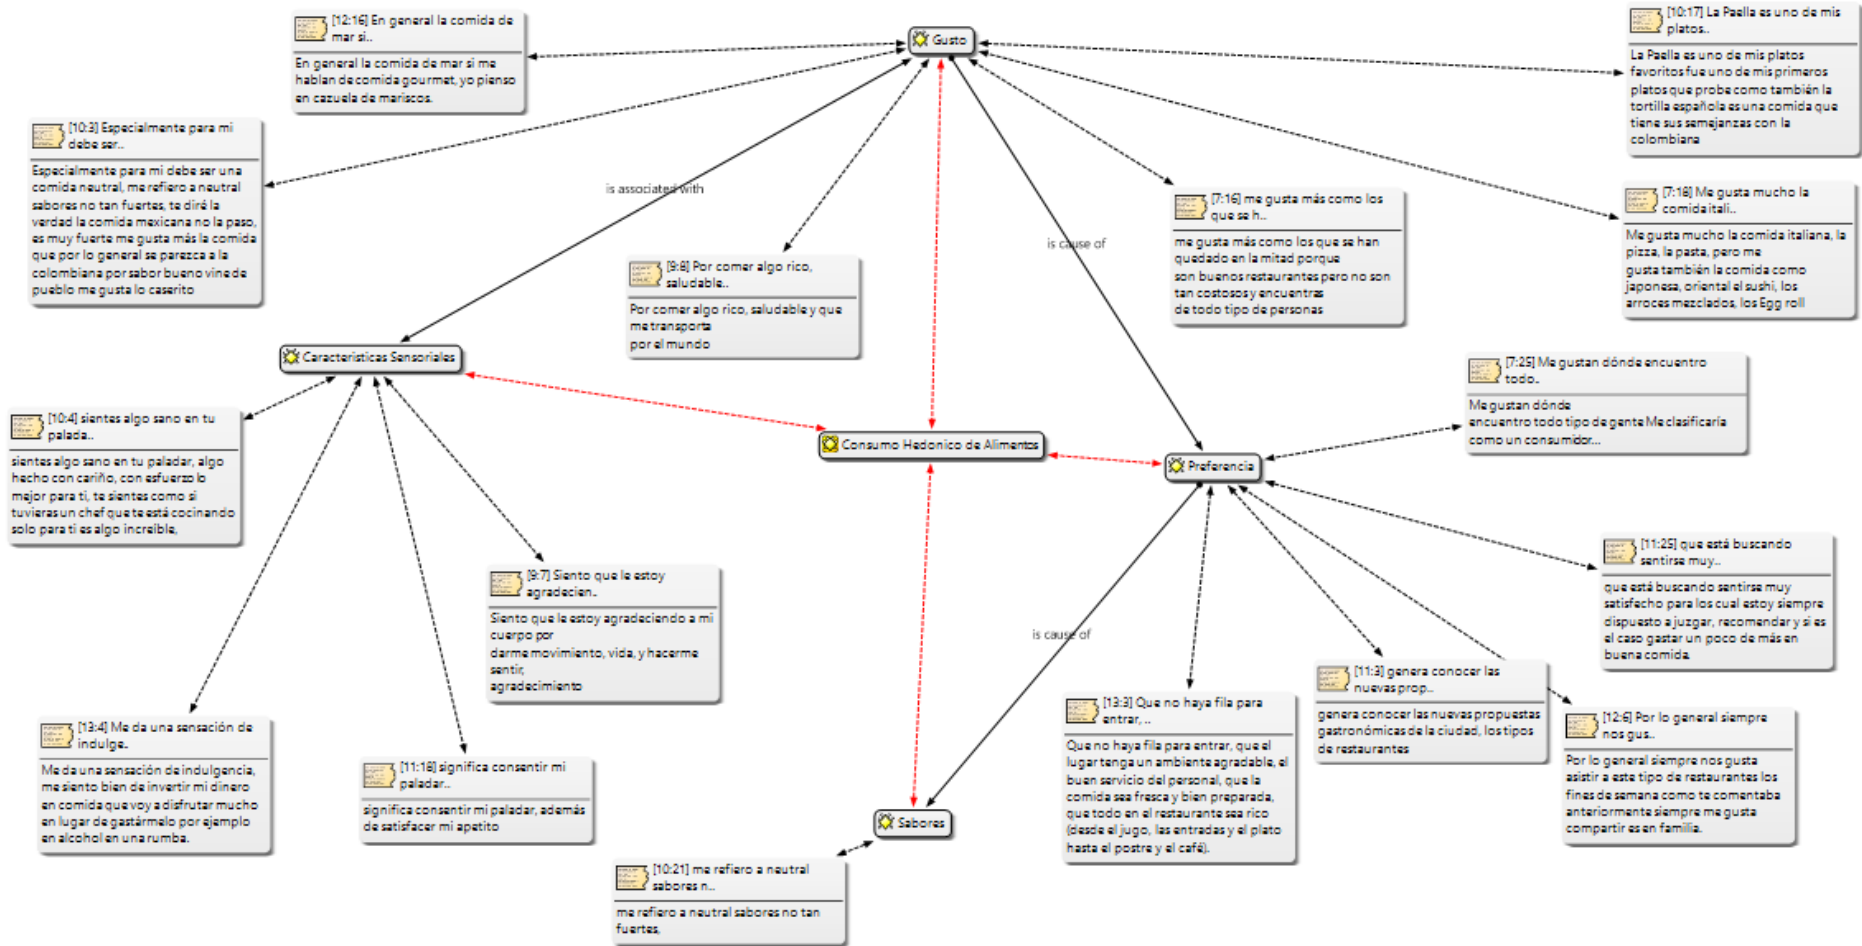 [12:16] En general la comida de
mar si..
En general la comida de mar si me
hablan de comida gourmet, yo pienso
en cazuela de mariscos.
Gusto
[10:17] La Paella es uno de mis
platos..
La Paella es uno de mis platos
favoritos fue uno de mis primeros
platos que probe como también la
tortilla española es una comida que
tiene sus semejanzas con la
colombiana
[10:3] Especialmente para mi
debe ser..
Especialmente para mi debe ser una
comida neutral, me refiero a neutral
sabores no tan fuertes, te diré la
verdad la comida mexicana no la paso,
es muy fuerte me gusta más la comida
que por lo general se parezca a la
colombiana por sabor bueno vine de
pueblo me gusta lo caserito
is associated with
is cause of
[7:16] me gusta más como los
que se h..
me gusta más como los que se han
quedado en la mitad porque
son buenos restaurantes pero no son
tan costosos y encuentras
de todo tipo de personas
[7:18] Me gusta mucho la
comida itali..
Me gusta mucho la comida italiana, la
pizza, la pasta, pero me
gusta también la comida como
japonesa, oriental el sushi, los
arroces mezclados, los Egg roll
[9:8] Por comer algo rico,
saludable..
Por comer algo rico, saludable y que
me transporta
por el mundo
Caracteristicas Sensoriales
[7:25] Me gustan dónde encuentro
todo..
Me gustan dónde
encuentro todo tipo de gente Me clasificaría
como un consumidor...
[10:4] sientes algo sano en tu
palada..
sientes algo sano en tu paladar, algo
hecho con cariño, con esfuerzo lo
mejor para ti, te sientes como si
tuvieras un chef que te está cocinando
solo para ti es algo increíble,
Consumo Hedonico de Alimentos
Preferencia
[9:7] Siento que le estoy
agradecien..
Siento que le estoy agradeciendo a mi
cuerpo por
darme movimiento, vida, y hacerme
sentir,
agradecimiento
[11:25] que está buscando
sentirse muy..
que está buscando sentirse muy
satisfecho para los cual estoy siempre
dispuesto a juzgar, recomendar y si es
el caso gastar un poco de más en
buena comida.
is cause of
[13:4] Me da una sensación de
indulge..
Me da una sensación de indulgencia,
me siento bien de invertir mi dinero
en comida que voy a disfrutar mucho
en lugar de gastármelo por ejemplo
en alcohol en una rumba.
[11:18] significa consentir mi
paladar..
significa consentir mi paladar, además
de satisfacer mi apetito
[13:3] Que no haya fila para
entrar, ..
Que no haya fila para entrar, que el
lugar tenga un ambiente agradable, el
buen servicio del personal, que la
comida sea fresca y bien preparada,
que todo en el restaurante sea rico
(desde el jugo, las entradas y el plato
hasta el postre y el café).
[11:3] genera conocer las
nuevas prop..
genera conocer las nuevas propuestas
gastronómicas de la ciudad, los tipos
de restaurantes
[12:6] Por lo general siempre
nos gus..
Por lo general siempre nos gusta
asistir a este tipo de restaurantes los
fines de semana como te comentaba
anteriormente siempre me gusta
compartir es en familia.
Sabores
[10:21] me refiero a neutral
sabores n..
me refiero a neutral sabores no tan
fuertes,